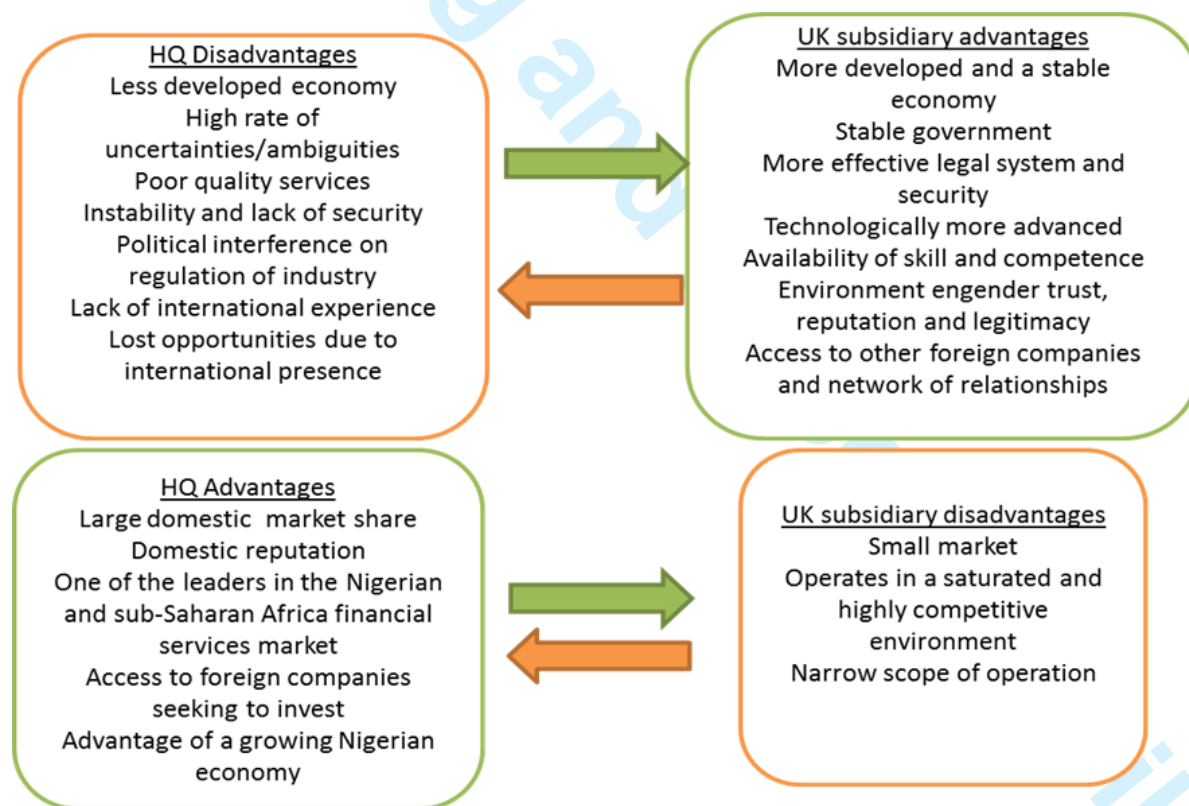 HQ Disadvantages
Less developed economy
High rate of
uncertainties/ambiguities
Poor quality services
Instability and lack of security
Political interference on
regulation of industry
Lack of international experience
Lost opportunities due to
international presence
UK subsidiary advantages
More developed and a stable
economy
Stable government
More effective legal system and
security
Technologically more advanced
Availability of skill and competence
Environment engender trust,
reputation and legitimacy
Access to other foreign companies
and network of relationships
HQ Advantages
Large domestic market share
Domestic reputation
One of the leaders in the Nigerian
and sub-Saharan Africa financial
services market
Access to foreign companies
seeking to invest
Advantage of a growing Nigerian
economy
UK subsidiary disadvantages
Small market
Operates in a saturated and
highly competitive
environment
Narrow scope of operation
and